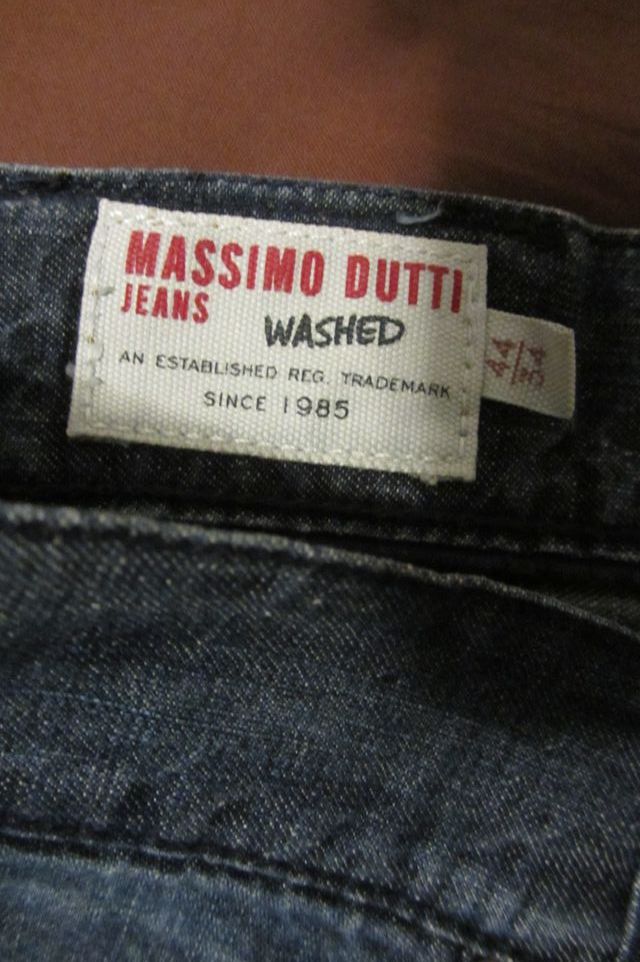 MASSIMO DUTTI
JEANS
WASHED
AN ESTABLISHED REG. TRADEMARK
SINCE 1985
44/34